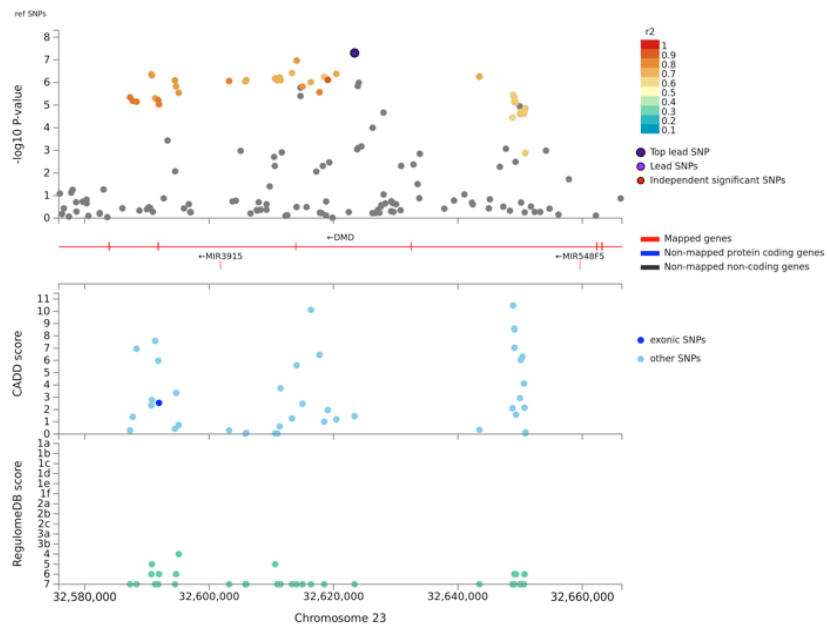 ref SNPs
8
7
6
5
4
3
2
1
0
-log10 P-value
r2
1
0.9
0.8
0.7
0.6
0.5
0.4
0.3
0.2
0.1
Top lead SNP
Lead SNPs
Independent significant SNPs
←DMD
←MIR3915
←MIR548F5
Mapped genes
Non-mapped protein coding genes
Non-mapped non-coding genes
11
10
9
8
7
6
5
4
3
2
1
0
CADD score
exonic SNPs
other SNPs
1a
1b
1c
1d
1e
1f
2a
2b
2c
3a
3b
4
5
6
7
RegulomeDB score
32,580,000 32,600,000 32,620,000 32,640,000 32,660,000
Chromosome 23